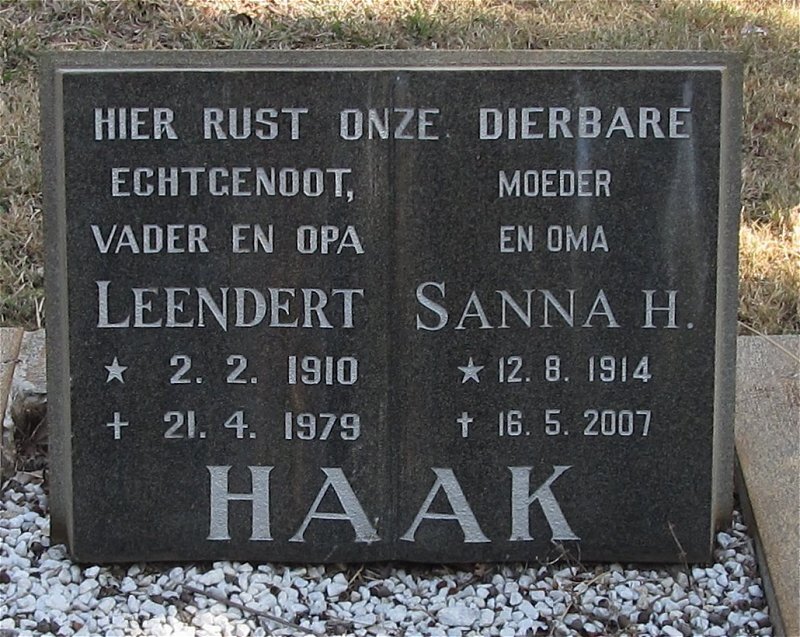 HIER RUST ONZE DIERBARE
ECHTGENOOT, MOEDER
VADER EN OPA EN OMA
LEENDERT SANNA H.
★ 2. 2. 1910 ★ 12. 8. 1914
✝ 21. 4. 1979 ✝ 16. 5. 2007
HAAK